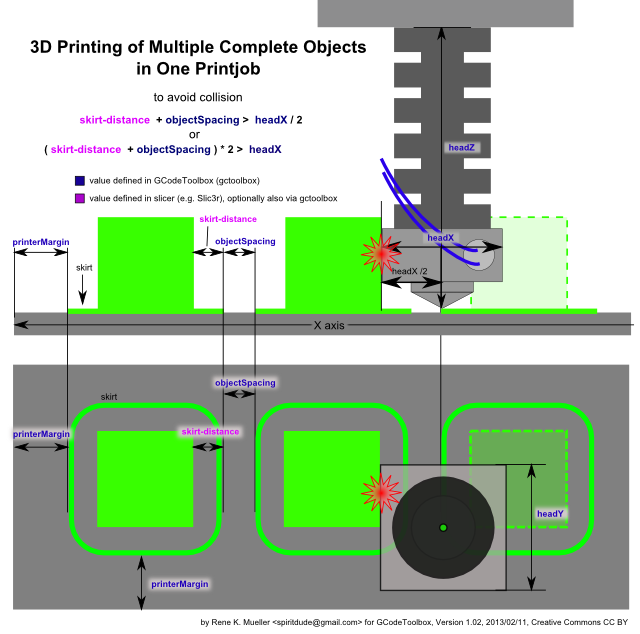 3D Printing of Multiple Complete Objects
in One Printjob
to avoid collision
skirt-distance + objectSpacing > headX / 2
or
( skirt-distance + objectSpacing ) * 2 > headX
value defined in GCodeToolbox (gctoolbox)
value defined in slicer (e.g. Slic3r), optionally also via gctoolbox
headZ
skirt-distance
printerMargin
objectSpacing
headX
skirt
headX /2
X axis
objectSpacing
skirt
printerMargin
skirt-distance
headY
printerMargin
by Rene K. Mueller <spiritdude@gmail.com> for GCodeToolbox, Version 1.02, 2013/02/11, Creative Commons CC BY